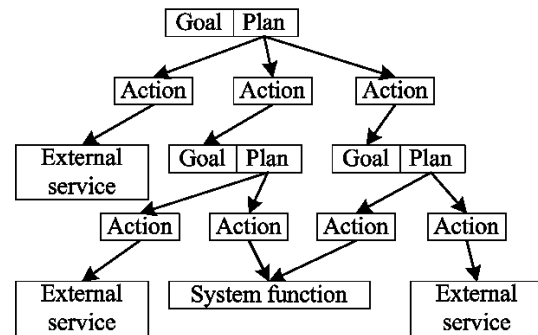 Goal Plan
Action Action Action
External
service
Goal Plan Goal Plan
Action Action Action Action
External
service
System function
External
service